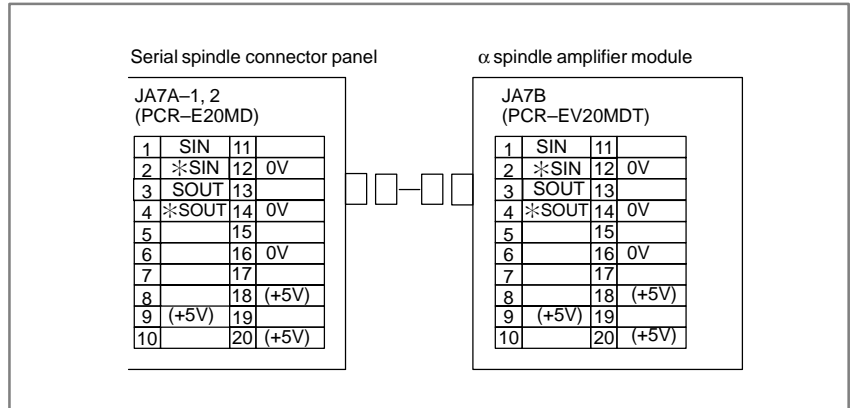 Serial spindle connector panel
JA7A–1, 2
(PCR–E20MD)
1 SIN 11
2 ✻SIN 12 0V
3 SOUT 13
4 ✻SOUT 14 0V
5 15
6 16 0V
7 17
8 18 (+5V)
9 (+5V) 19
10 20 (+5V)
α spindle amplifier module
JA7B
(PCR–EV20MDT)
1 SIN 11
2 ✻SIN 12 0V
3 SOUT 13
4 ✻SOUT 14 0V
5 15
6 16 0V
7 17
8 18 (+5V)
9 (+5V) 19
10 20 (+5V)